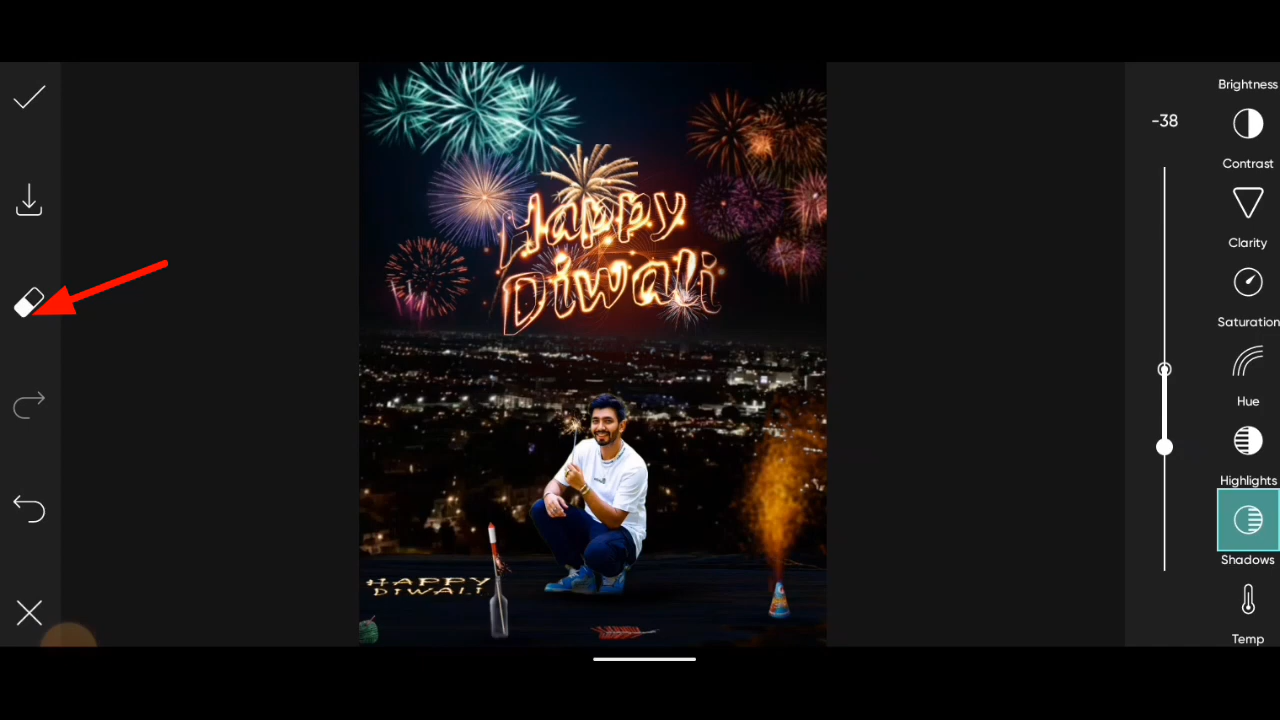 Brightness
-38
Contrast
Clarity
Happy
Diwali
Saturation
Hue
Highlights
Shadows
HAPPY
DIWALI
Temp